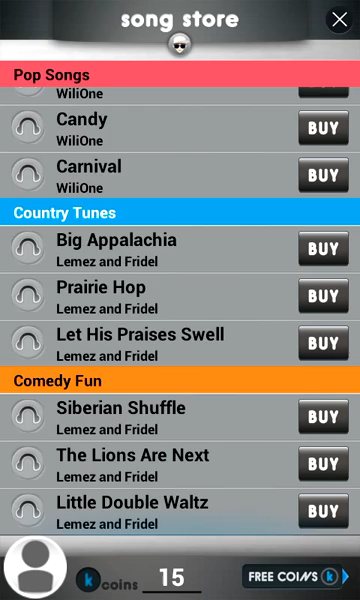 song store
Pop Songs
WiliOne
Candy
WiliOne
BUY
Carnival
WiliOne
BUY
Country Tunes
Big Appalachia
Lemez and Fridel
BUY
Prairie Hop
Lemez and Fridel
BUY
Let His Praises Swell
Lemez and Fridel
BUY
Comedy Fun
Siberian Shuffle
Lemez and Fridel
BUY
The Lions Are Next
Lemez and Fridel
BUY
Little Double Waltz
Lemez and Fridel
BUY
k coins 15
FREE COINS k